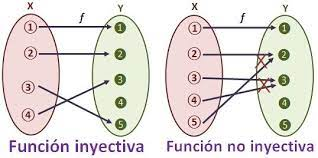 X f Y
1 1
2 2
3 3
4 4
5
Función inyectiva
X f Y
1 1
2 2
3 3
4 4
5 5
Función no inyectiva